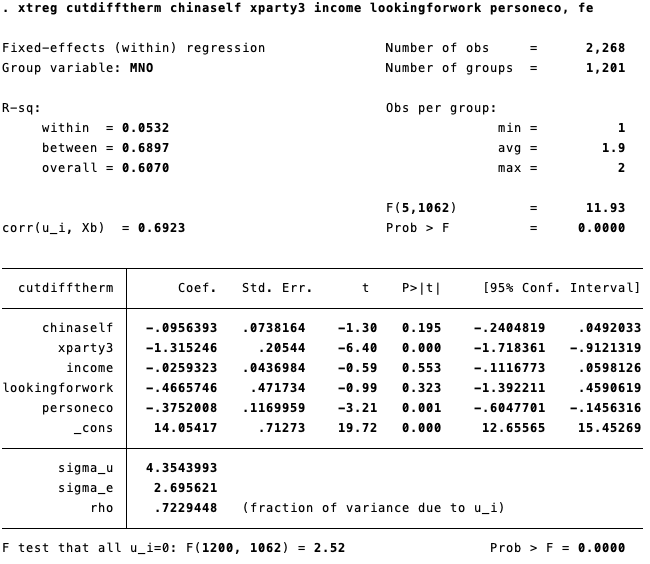 . xtreg cutdifftherm chinaself xparty3 income lookingforwork personeco, fe
Fixed-effects (within) regression Number of obs = 2,268
Group variable: MNO Number of groups = 1,201
R-sq: Obs per group:
within = 0.0532 min = 1
between = 0.6897 avg = 1.9
overall = 0.6070 max = 2
F(5,1062) = 11.93
corr(u_i, Xb) = 0.6923 Prob > F = 0.0000
cutdifftherm Coef. Std. Err. t P>|t| [95% Conf. Interval]
chinaself -.0956393 .0738164 -1.30 0.195 -.2404819 .0492033
xparty3 -1.315246 .20544 -6.40 0.000 -1.718361 -.9121319
income -.0259323 .0436984 -0.59 0.553 -.1116773 .0598126
lookingforwork -.4665746 .471734 -0.99 0.323 -1.392211 .4590619
personeco -.3752008 .1169959 -3.21 0.001 -.6047701 -.1456316
_cons 14.05417 .71273 19.72 0.000 12.65565 15.45269
sigma_u 4.3543993
sigma_e 2.695621
rho .7229448 (fraction of variance due to u_i)
F test that all u_i=0: F(1200, 1062) = 2.52 Prob > F = 0.0000